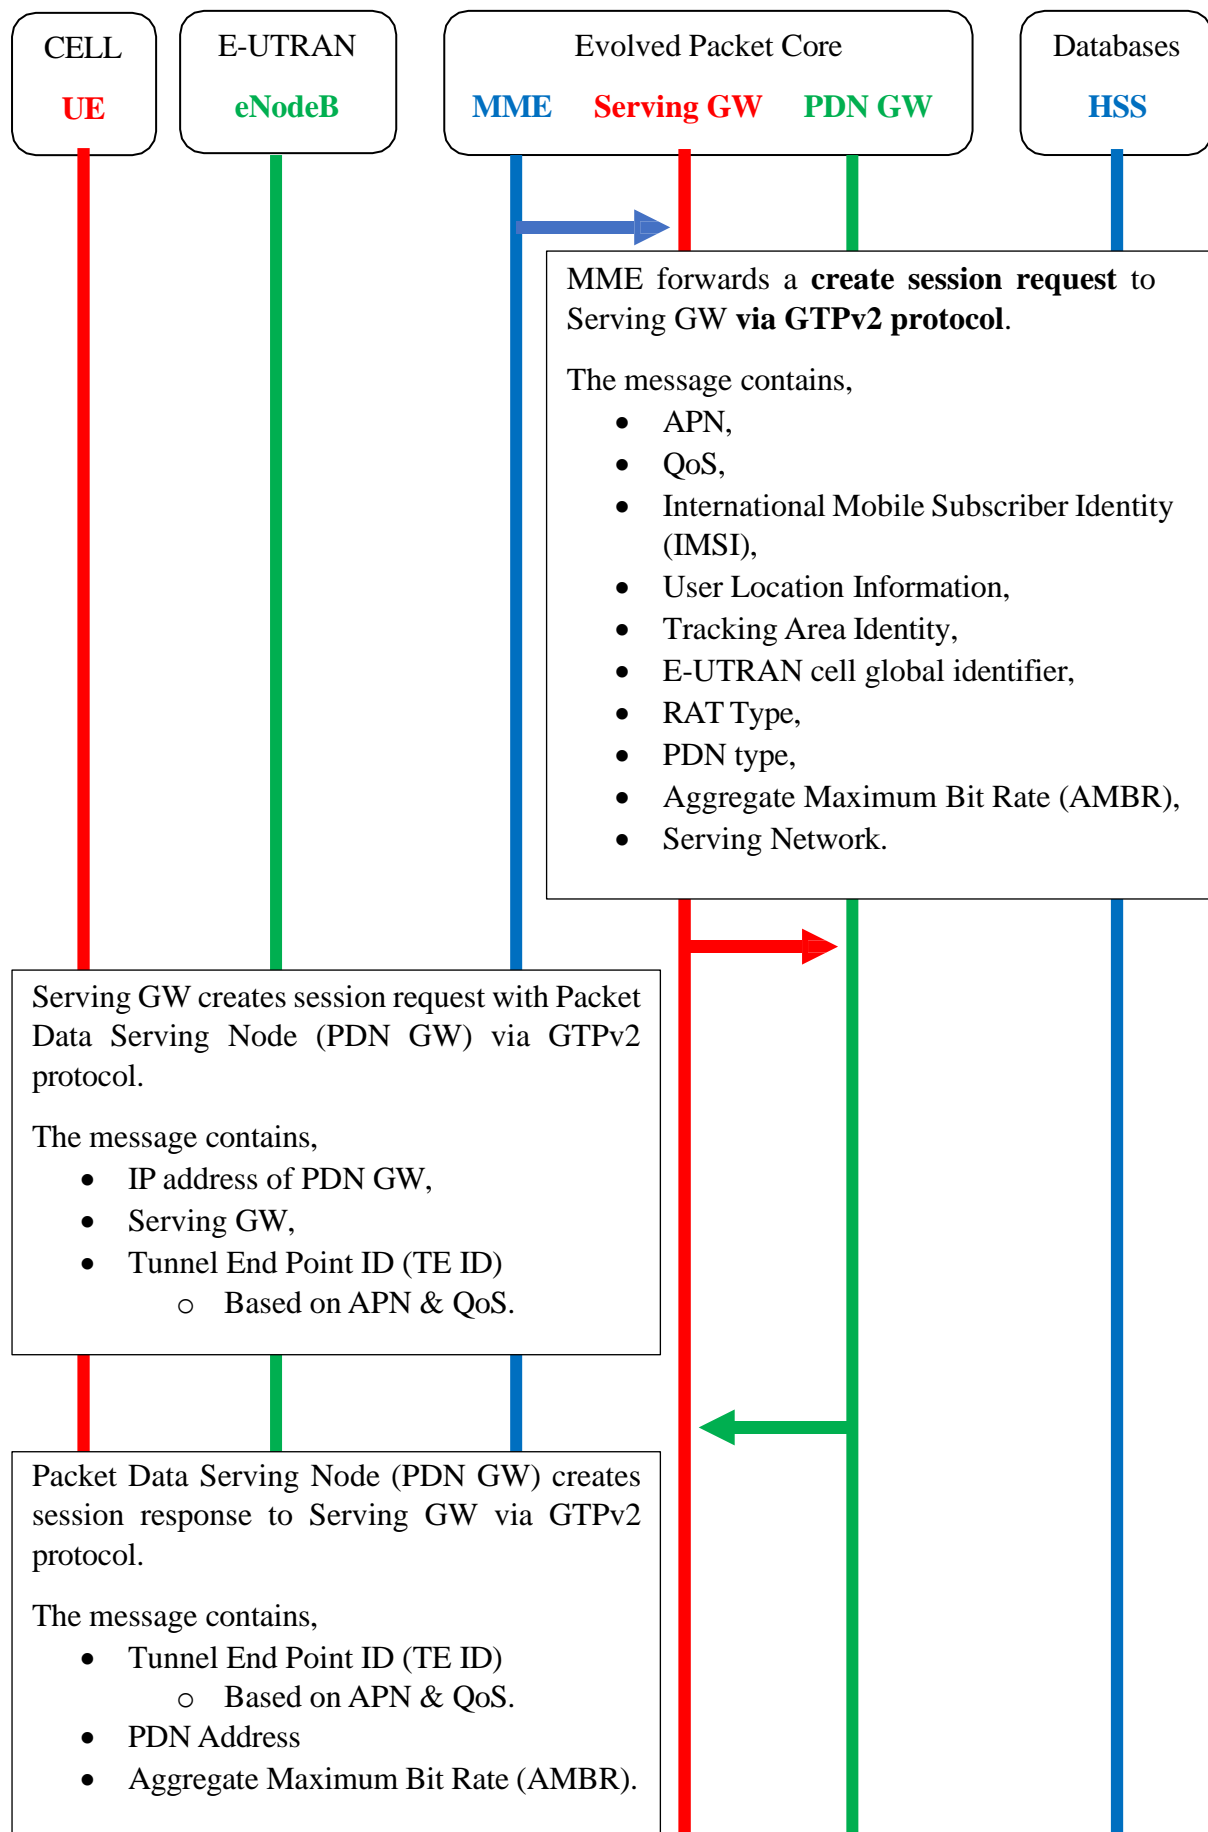 CELL
UE
E-UTRAN
eNodeB
Evolved Packet Core
MME Serving GW PDN GW
Databases
HSS
MME forwards a create session request to
Serving GW via GTPv2 protocol.
The message contains,
• APN,
• QoS,
• International Mobile Subscriber Identity
(IMSI),
• User Location Information,
• Tracking Area Identity,
• E-UTRAN cell global identifier,
• RAT Type,
• PDN type,
• Aggregate Maximum Bit Rate (AMBR),
• Serving Network.
Serving GW creates session request with Packet
Data Serving Node (PDN GW) via GTPv2
protocol.
The message contains,
• IP address of PDN GW,
• Serving GW,
• Tunnel End Point ID (TE ID)
o Based on APN & QoS.
Packet Data Serving Node (PDN GW) creates
session response to Serving GW via GTPv2
protocol.
The message contains,
• Tunnel End Point ID (TE ID)
o Based on APN & QoS.
• PDN Address
• Aggregate Maximum Bit Rate (AMBR).